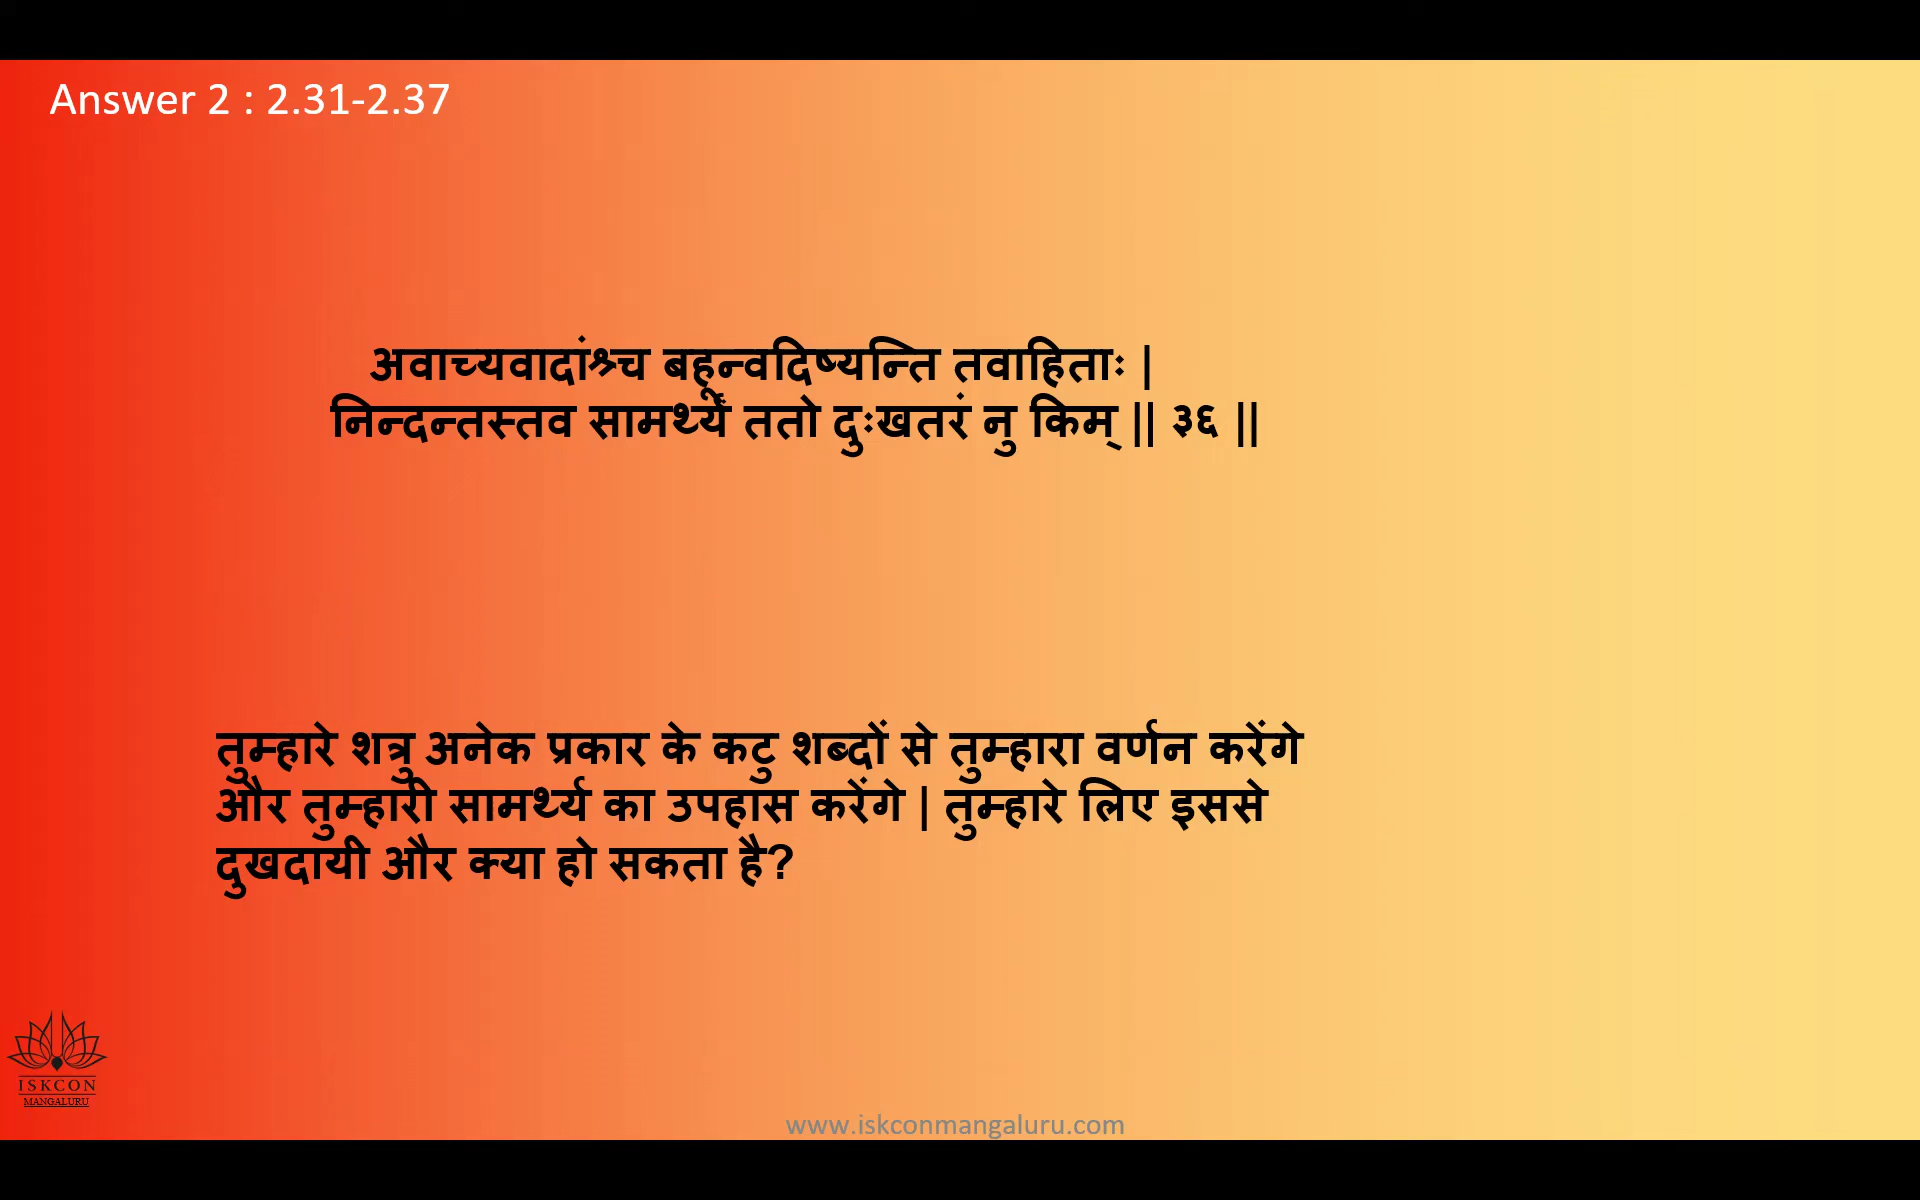 Answer 2 : 2.31-2.37
अवाच्यवादांश्र्च बहून्वदिष्यन्ति तवाहिताः |
निन्दन्तस्तव सामर्थ्यं ततो दुःखतरं नु किम् || ३६ ||
तुम्हारे शत्रु अनेक प्रकार के कटु शब्दों से तुम्हारा वर्णन करेंगे
और तुम्हारी सामर्थ्य का उपहास करेंगे | तुम्हारे लिए इससे
दुखदायी और क्या हो सकता है?
ISKCON
MANGALURU
www.iskconmangaluru.com